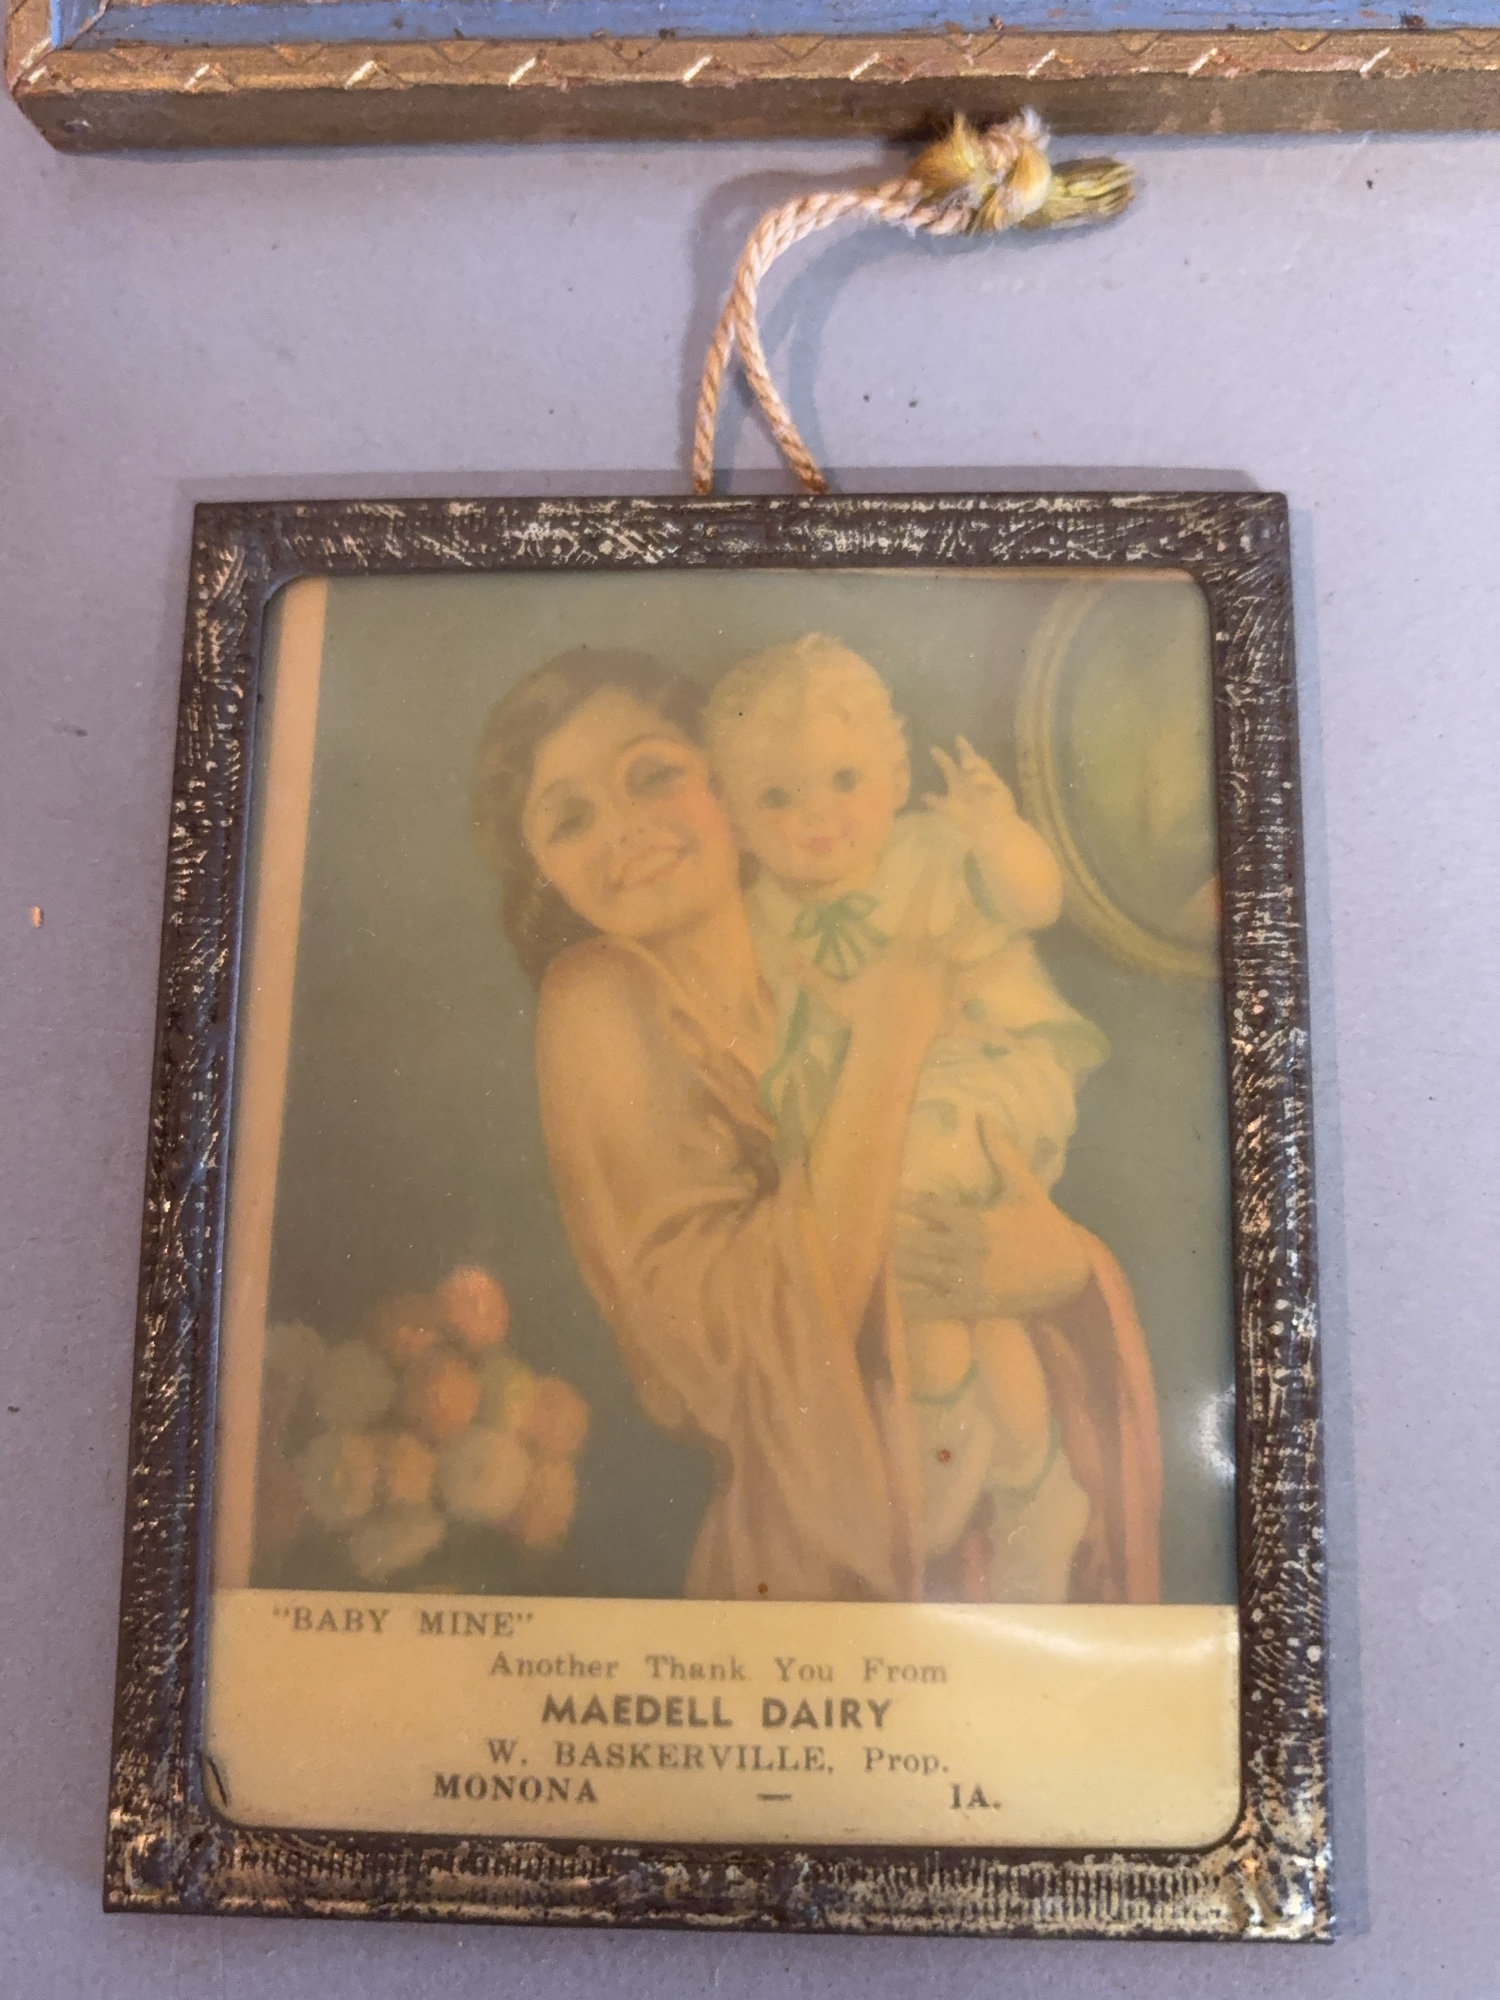 "BABY MINE"
Another Thank You From
MAEDELL DAIRY
W. BASKERVILLE, Prop.
MONONA — IA.